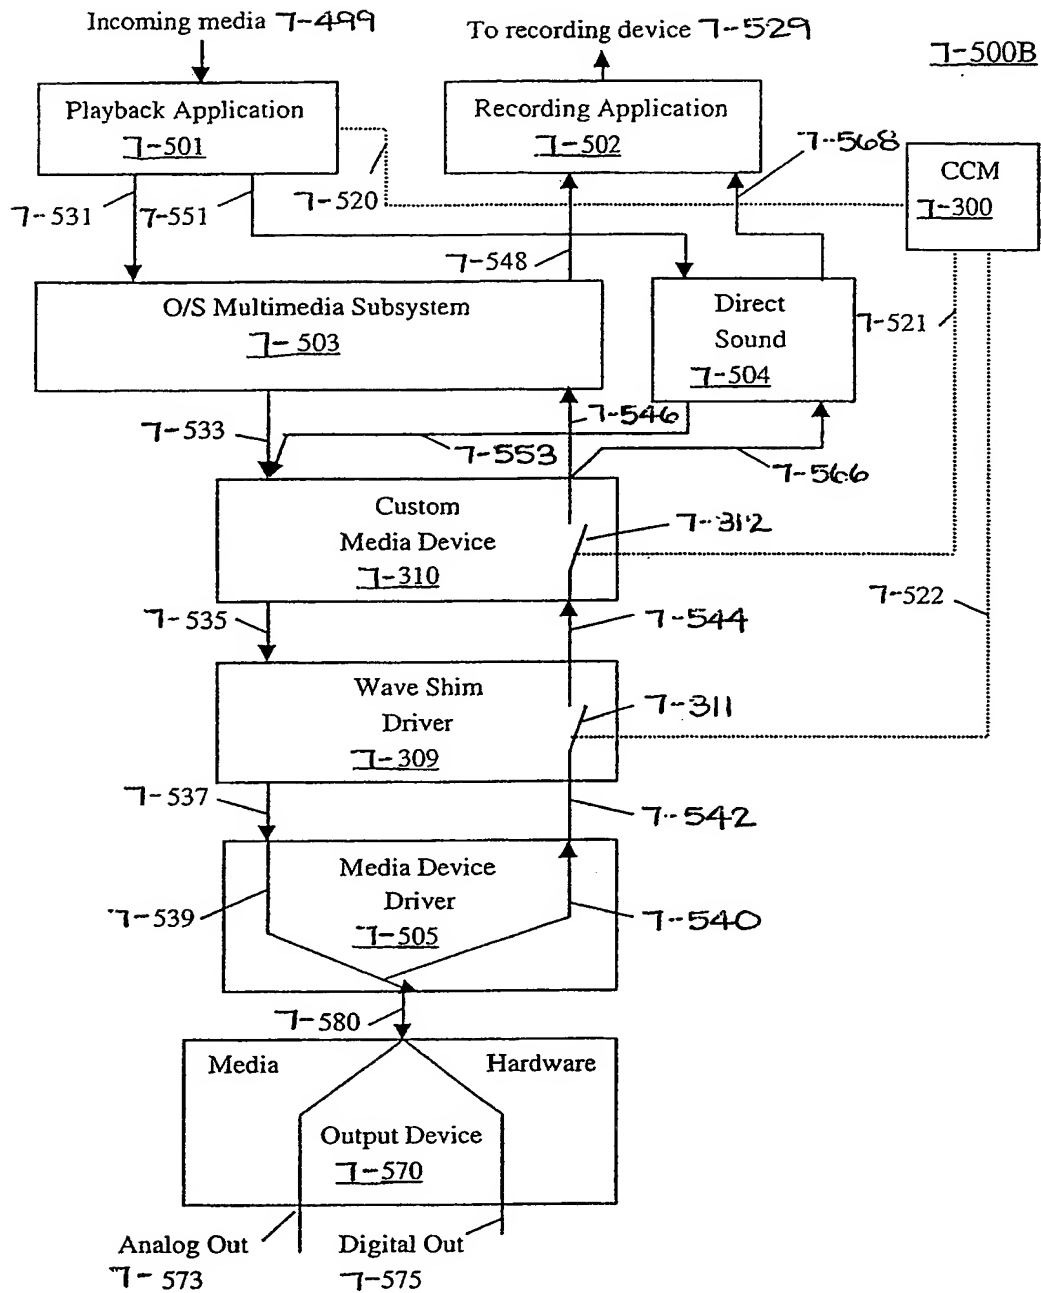 Incoming media 7-499
To recording device 7-529
7-500B
Playback Application
7-501
Recording Application
7-502
7-568
CCM
7-300
7-531
7-551
7-520
7-548
O/S Multimedia Subsystem
7-503
Direct
Sound
7-504
7-521
7-533
7-546
7-553
7-566
Custom
Media Device
7-310
7-312
7-522
7-535
7-544
Wave Shim
Driver
7-309
7-311
7-537
7-542
Media Device
Driver
7-505
7-539
7-540
7-580
Media
Hardware
Output Device
7-570
Analog Out
7-573
Digital Out
7-575